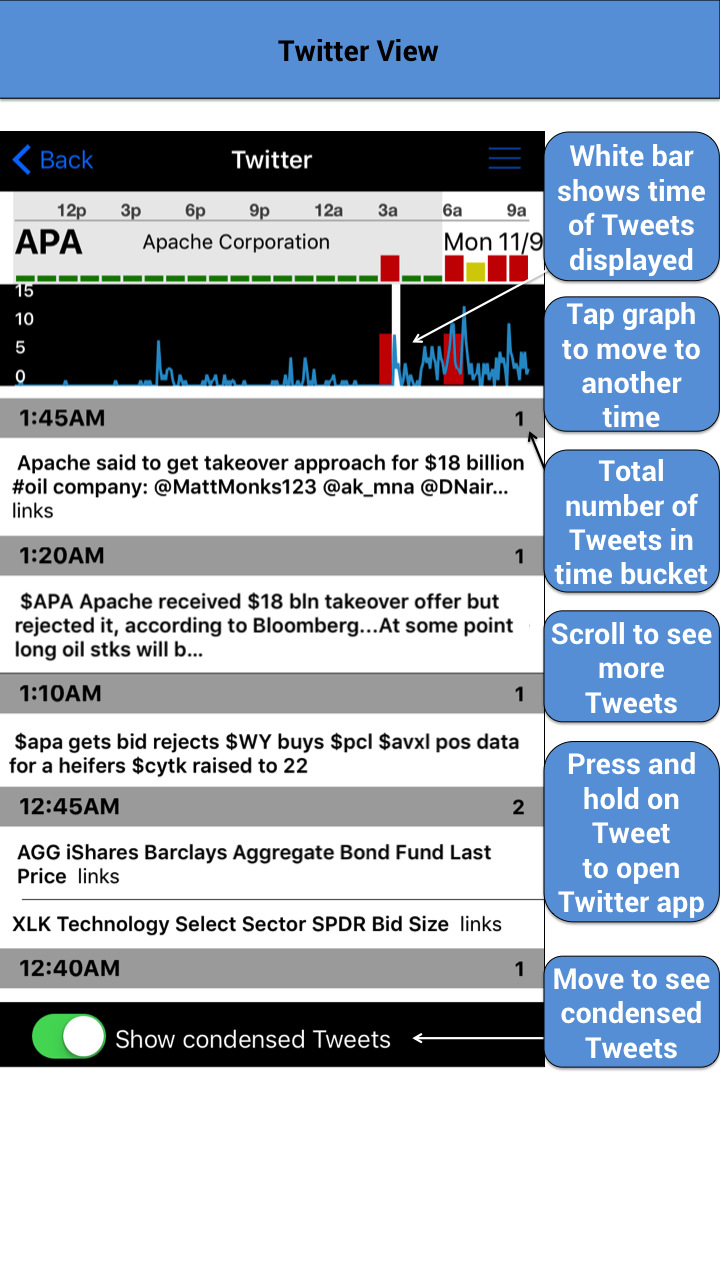 Twitter View
Back
Twitter
12p 3p 6p 9p 12a 3a 6a 9a
APA
Apache Corporation
Mon 11/9
15
10
5
0
1:45AM 1
Apache said to get takeover approach for $18 billion
#oil company: @MattMonks123 @ak_mna @DNair...
links
1:20AM 1
$APA Apache received $18 bln takeover offer but
rejected it, according to Bloomberg...At some point
long oil stks will b...
1:10AM 1
$apa gets bid rejects $WY buys $pcl $avxl pos data
for a heifers $cytk raised to 22
12:45AM 2
AGG iShares Barclays Aggregate Bond Fund Last
Price links
XLK Technology Select Sector SPDR Bid Size links
12:40AM 1
Show condensed Tweets
White bar
shows time
of Tweets
displayed
Tap graph
to move to
another
time
Total
number of
Tweets in
time bucket
Scroll to see
more
Tweets
Press and
hold on
Tweet
to open
Twitter app
Move to see
condensed
Tweets